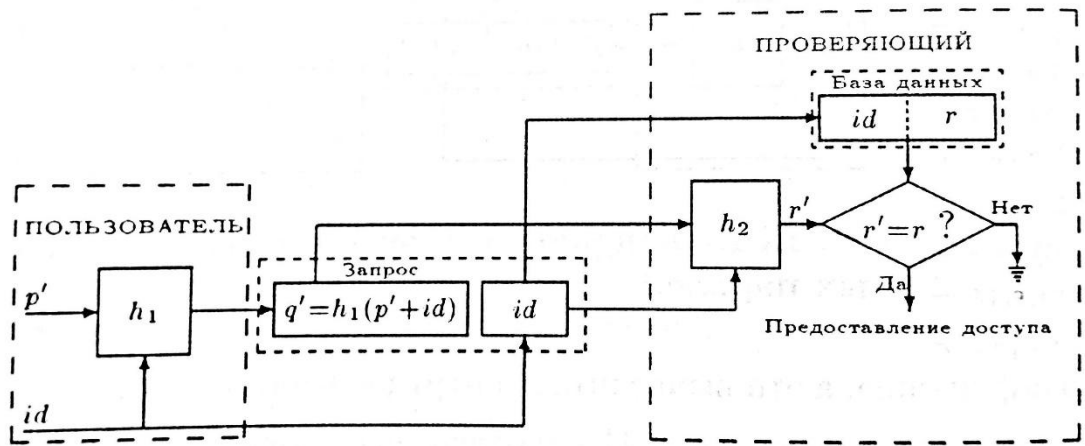 ПРОВЕРЯЮЩИЙ
База данных
id r
ПОЛЬЗОВАТЕЛЬ
p′
h₁
id
Запрос
q′=h₁(p′+id)
id
h₂
r′
r′=r ?
Нет
Да
Предоставление доступа